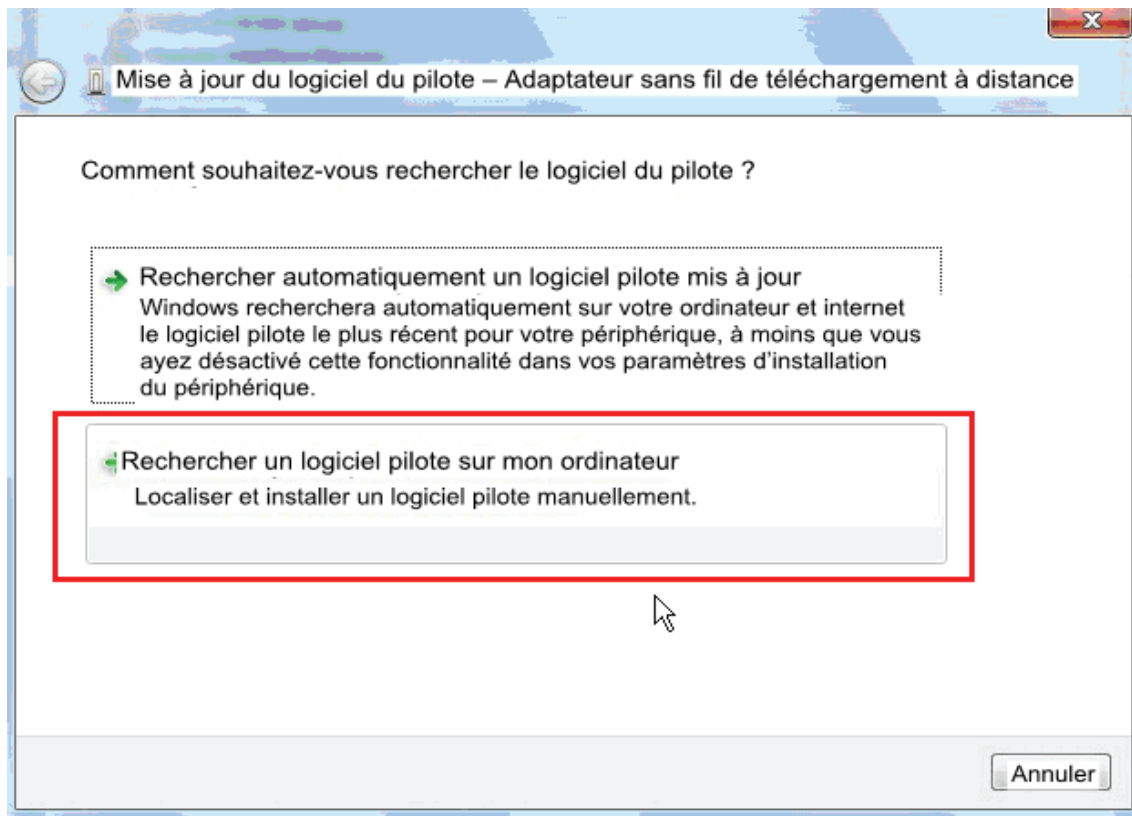 Mise à jour du logiciel du pilote – Adaptateur sans fil de téléchargement à distance
Comment souhaitez-vous rechercher le logiciel du pilote ?
Rechercher automatiquement un logiciel pilote mis à jour
Windows recherchera automatiquement sur votre ordinateur et internet
le logiciel pilote le plus récent pour votre périphérique, à moins que vous
ayez désactivé cette fonctionnalité dans vos paramètres d'installation
du périphérique.
Rechercher un logiciel pilote sur mon ordinateur
Localiser et installer un logiciel pilote manuellement.
Annuler